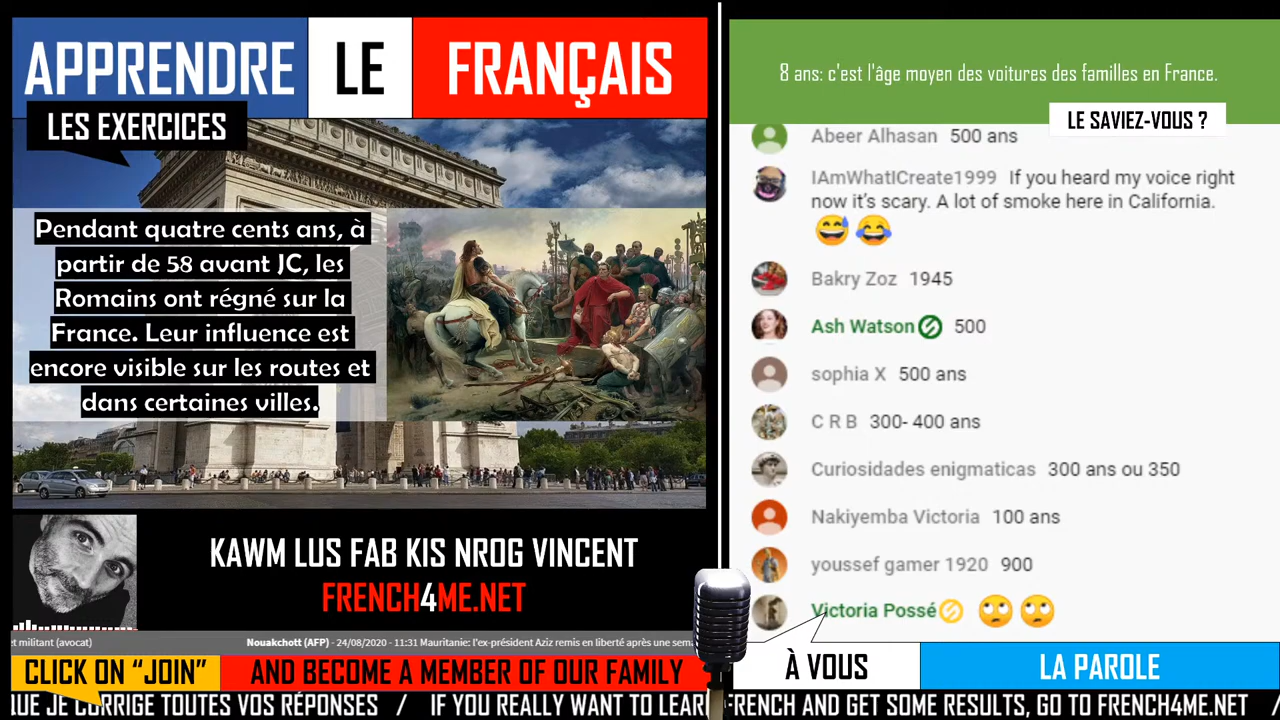 APPRENDRE LE FRANÇAIS
LES EXERCICES
Pendant quatre cents ans, à
partir de 58 avant JC, les
Romains ont régné sur la
France. Leur influence est
encore visible sur les routes et
dans certaines villes.
KAWM LUS FAB KIS NROG VINCENT
FRENCH4ME.NET
et militant (avocat)
Nouakchott (AFP) - 24/08/2020 - 11:31 Mauritanie: l'ex-président Aziz remis en liberté après une
CLICK ON “JOIN” AND BECOME A MEMBER OF OUR FAMILY
8 ans: c'est l'âge moyen des voitures des familles en France.
LE SAVIEZ-VOUS ?
Abeer Alhasan 500 ans
IAmWhatICreate1999 If you heard my voice right
now it’s scary. A lot of smoke here in California.
😅😂
Bakry Zoz 1945
Ash Watson 500
sophia X 500 ans
C R B 300- 400 ans
Curiosidades enigmaticas 300 ans ou 350
Nakiyemba Victoria 100 ans
youssef gamer 1920 900
Victoria Possé 🙄🙄
À VOUS LA PAROLE
QUE JE CORRIGE TOUTES VOS RÉPONSES / IF YOU REALLY WANT TO LEARN FRENCH AND GET SOME RESULTS, GO TO FRENCH4ME.NET /